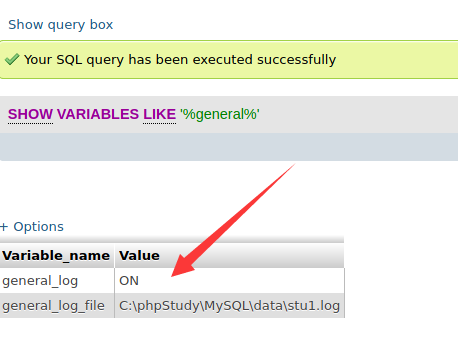 Show query box
Your SQL query has been executed successfully
SHOW VARIABLES LIKE '%general%'
+ Options
Variable_name Value
general_log ON
general_log_file C:\phpStudy\MySQL\data\stu1.log